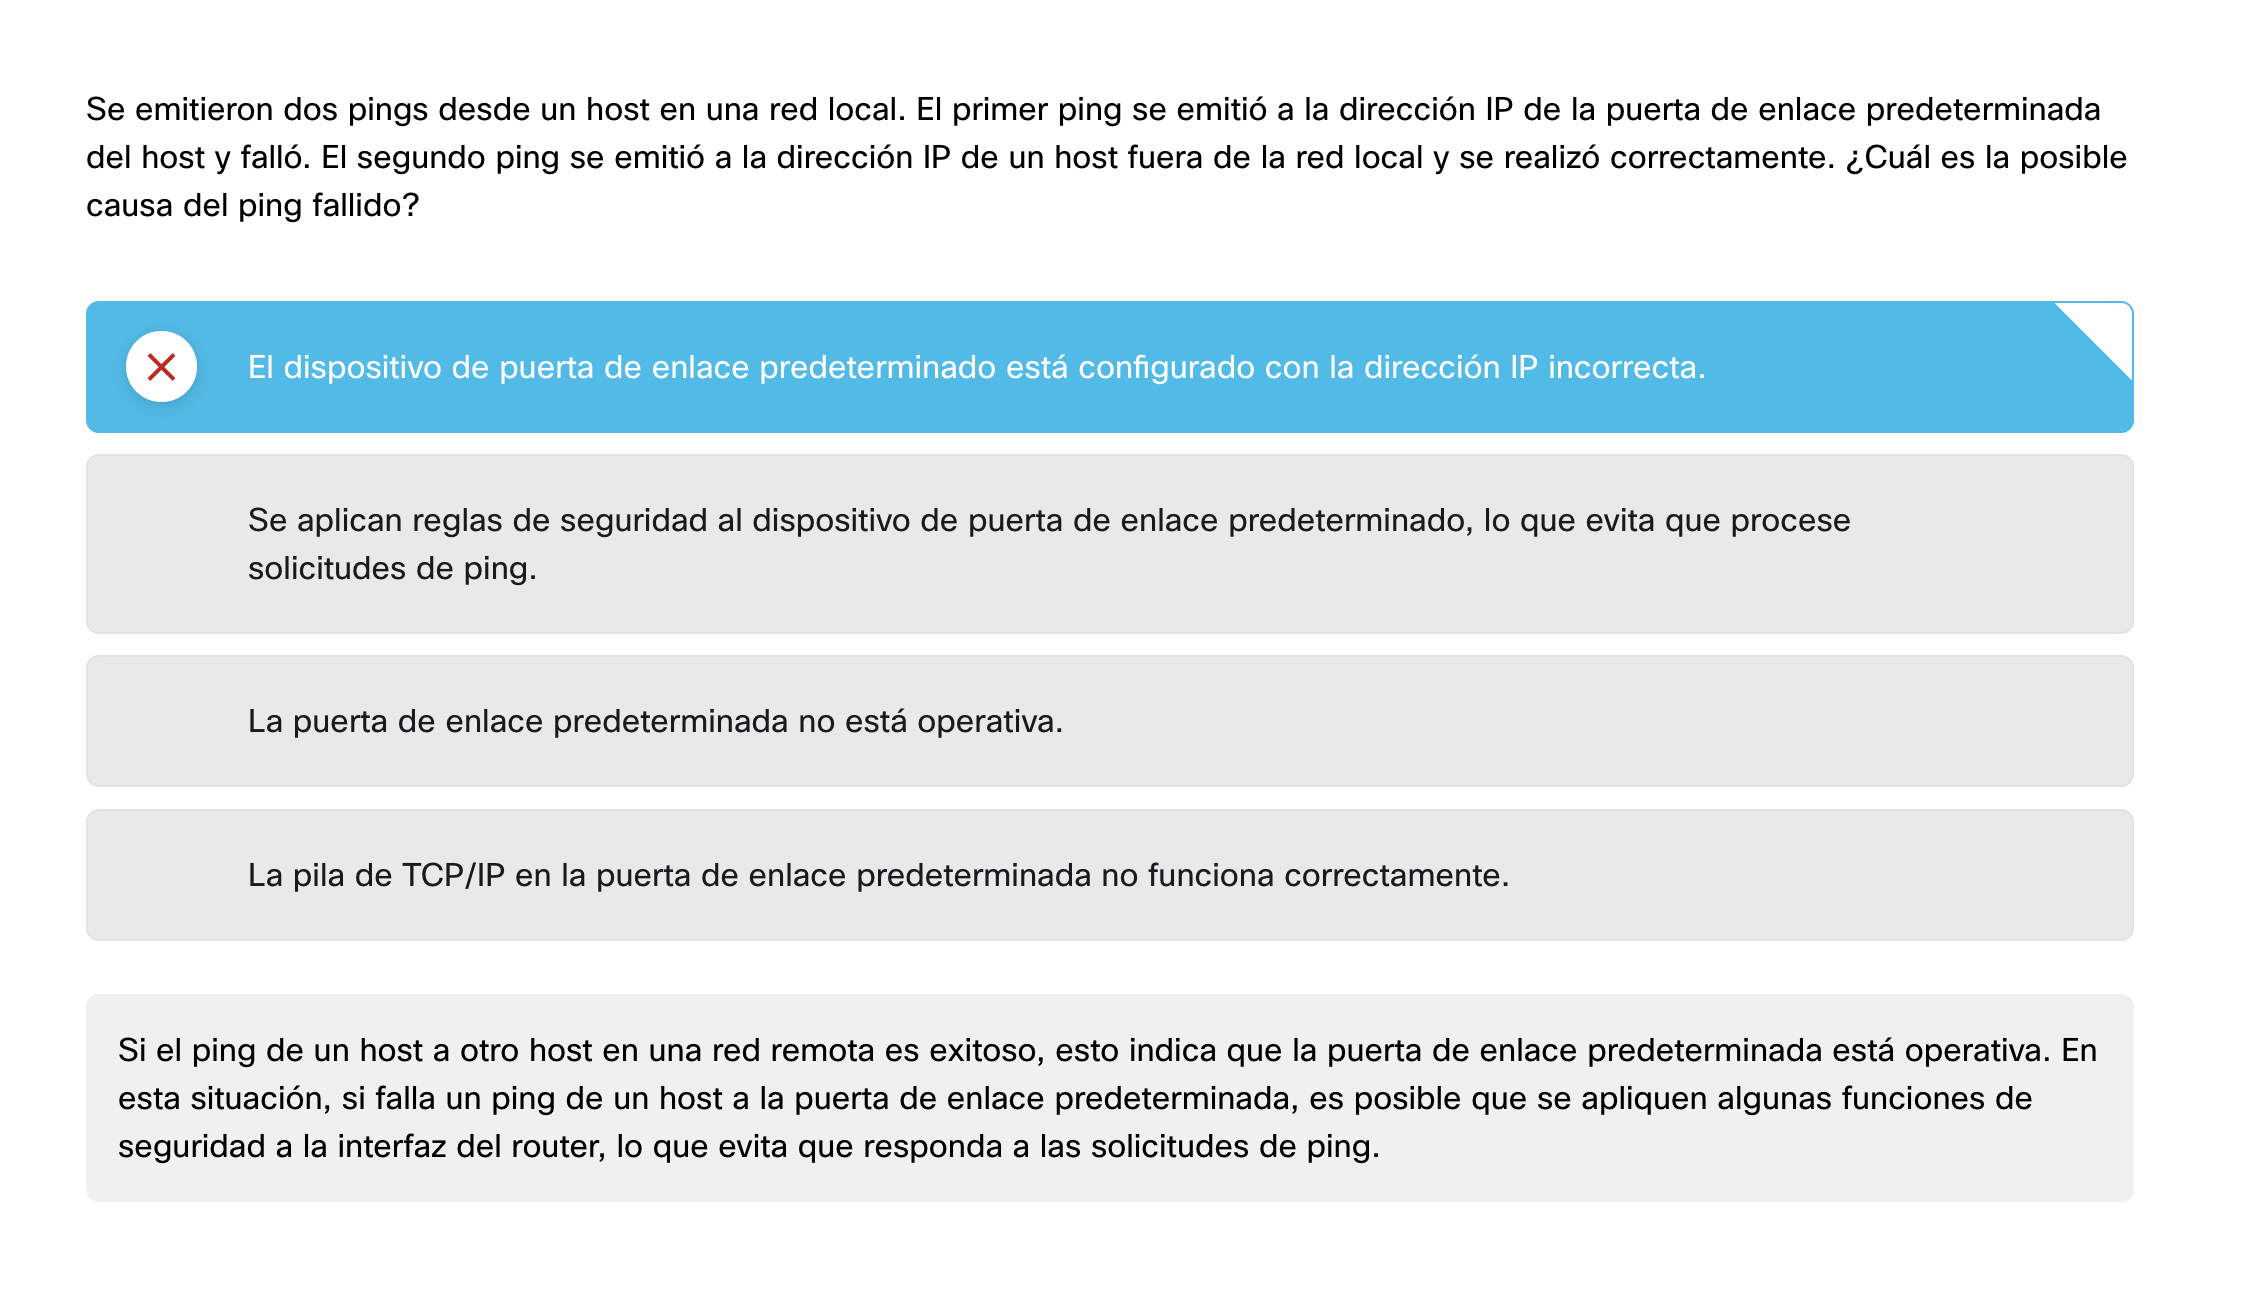 Se emitieron dos pings desde un host en una red local. El primer ping se emitió a la dirección IP de la puerta de enlace predeterminada
del host y falló. El segundo ping se emitió a la dirección IP de un host fuera de la red local y se realizó correctamente. ¿Cuál es la posible
causa del ping fallido?
El dispositivo de puerta de enlace predeterminado está configurado con la dirección IP incorrecta.
Se aplican reglas de seguridad al dispositivo de puerta de enlace predeterminado, lo que evita que procese
solicitudes de ping.
La puerta de enlace predeterminada no está operativa.
La pila de TCP/IP en la puerta de enlace predeterminada no funciona correctamente.
Si el ping de un host a otro host en una red remota es exitoso, esto indica que la puerta de enlace predeterminada está operativa. En
esta situación, si falla un ping de un host a la puerta de enlace predeterminada, es posible que se apliquen algunas funciones de
seguridad a la interfaz del router, lo que evita que responda a las solicitudes de ping.